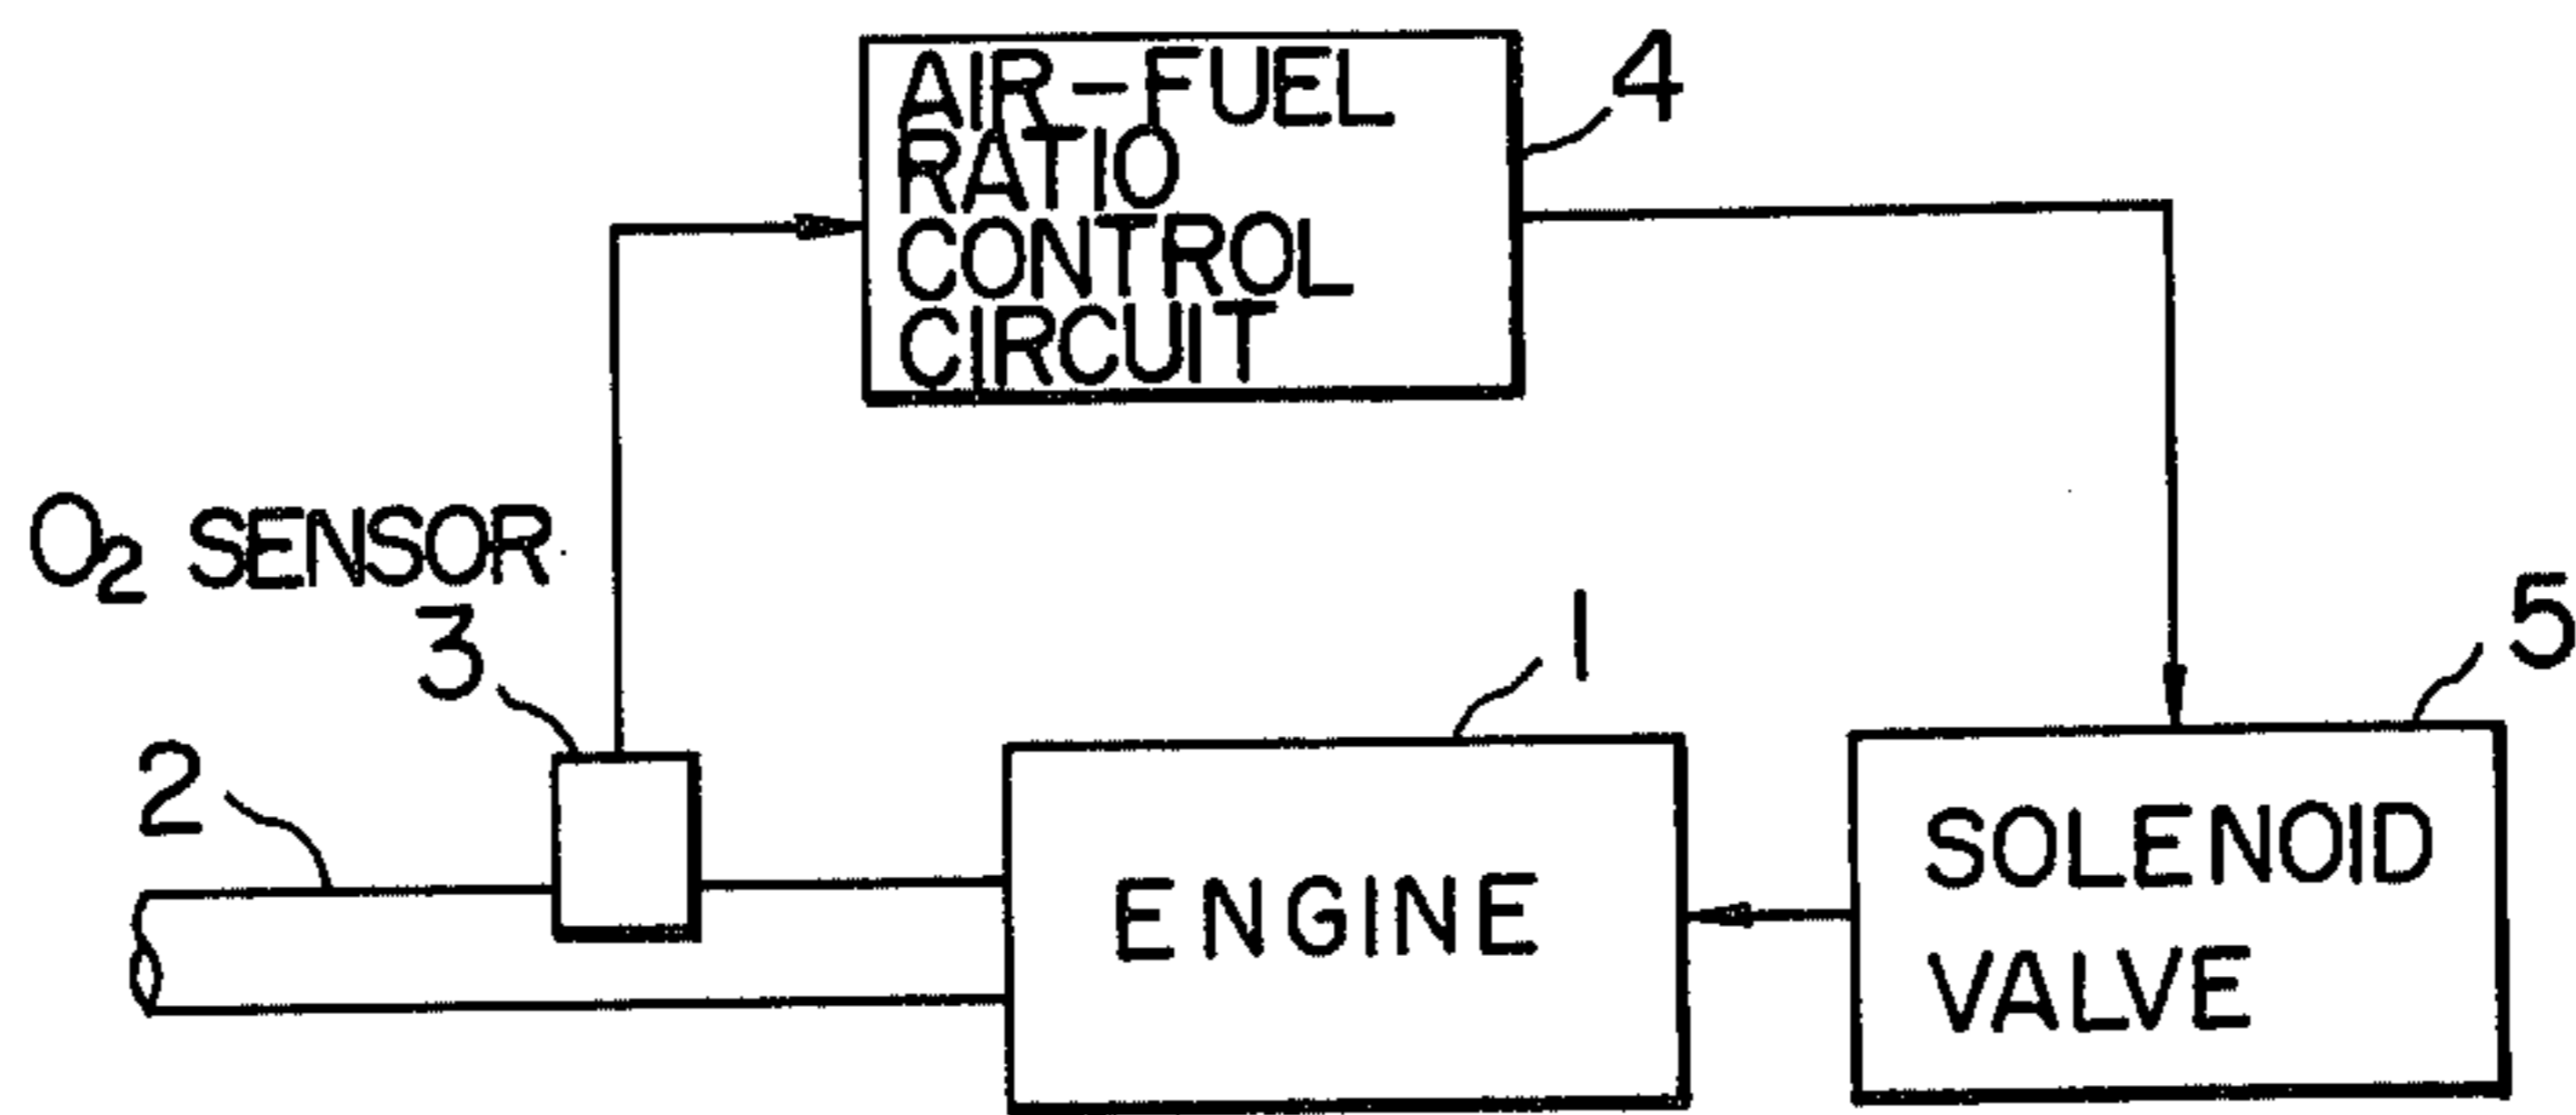 AIR-FUEL
RATIO
CONTROL
CIRCUIT
4
O₂ SENSOR
3
2
1
ENGINE
5
SOLENOID
VALVE